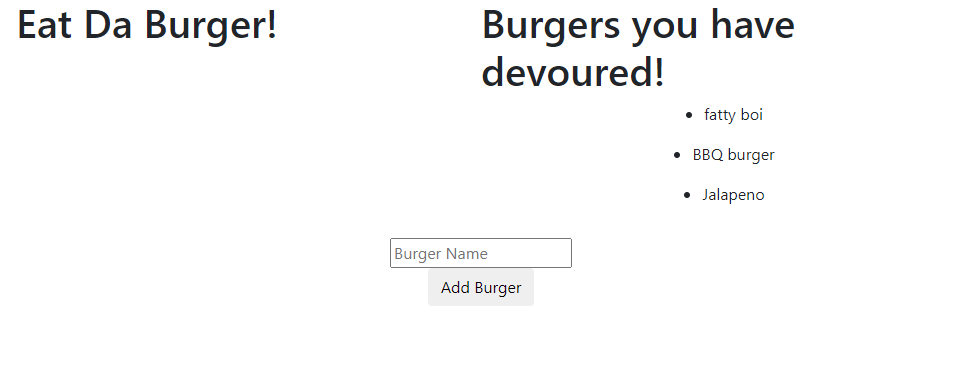 Eat Da Burger!
Burgers you have
devoured!
fatty boi
BBQ burger
Jalapeno
Burger Name
Add Burger